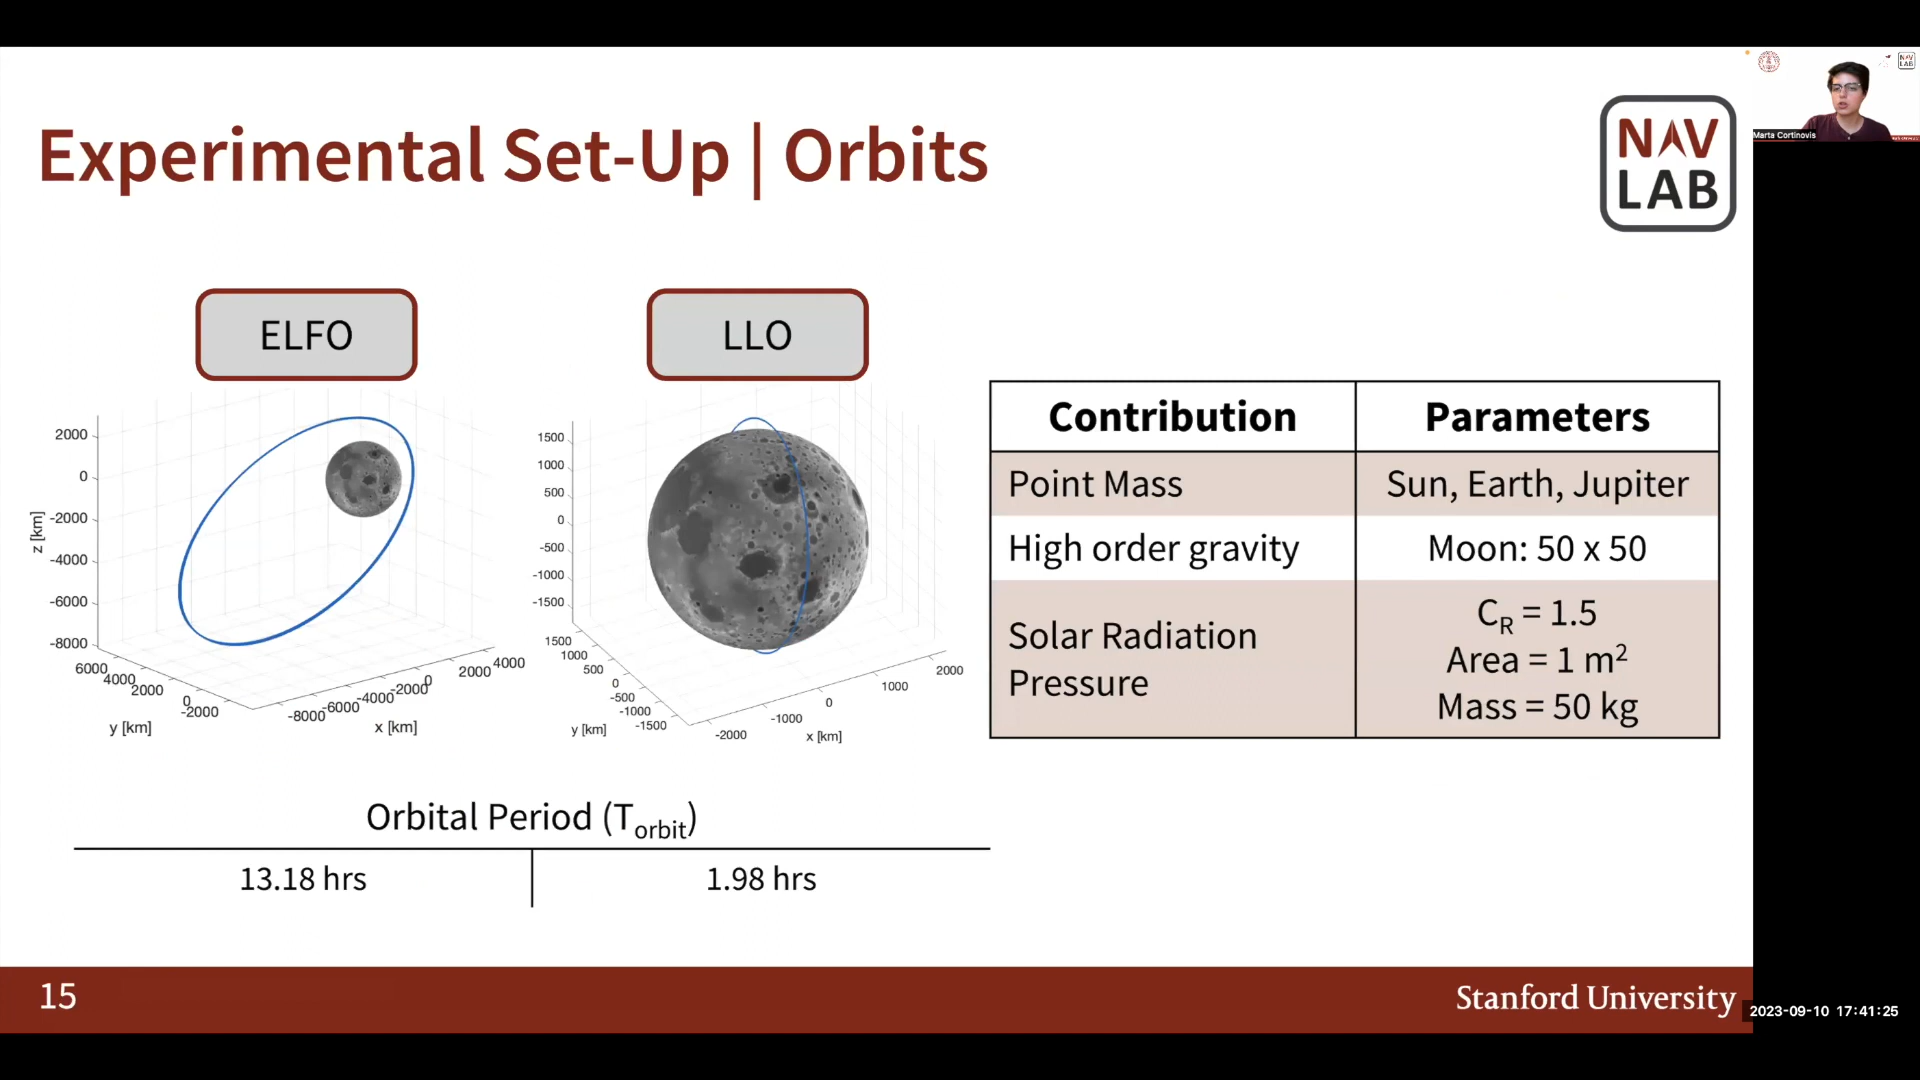 Experimental Set-Up | Orbits
NAV
LAB
NAV
LAB
Marta Cortinovis
ELFO
LLO
2000
0
-2000
-4000
-6000
-8000
z [km]
6000
4000
2000
0
-2000
y [km]
-8000
-6000
-4000
-2000
0
2000
4000
x [km]
1500
1000
500
0
-500
-1000
-1500
1500
1000
500
0
-500
-1000
-1500
y [km]
-2000
-1000
0
1000
2000
x [km]
Contribution Parameters
Point Mass Sun, Earth, Jupiter
High order gravity Moon: 50 x 50
Solar Radiation
Pressure
CR = 1.5
Area = 1 m2
Mass = 50 kg
Orbital Period (Torbit)
13.18 hrs 1.98 hrs
15
Stanford University
2023-09-10 17:41:25